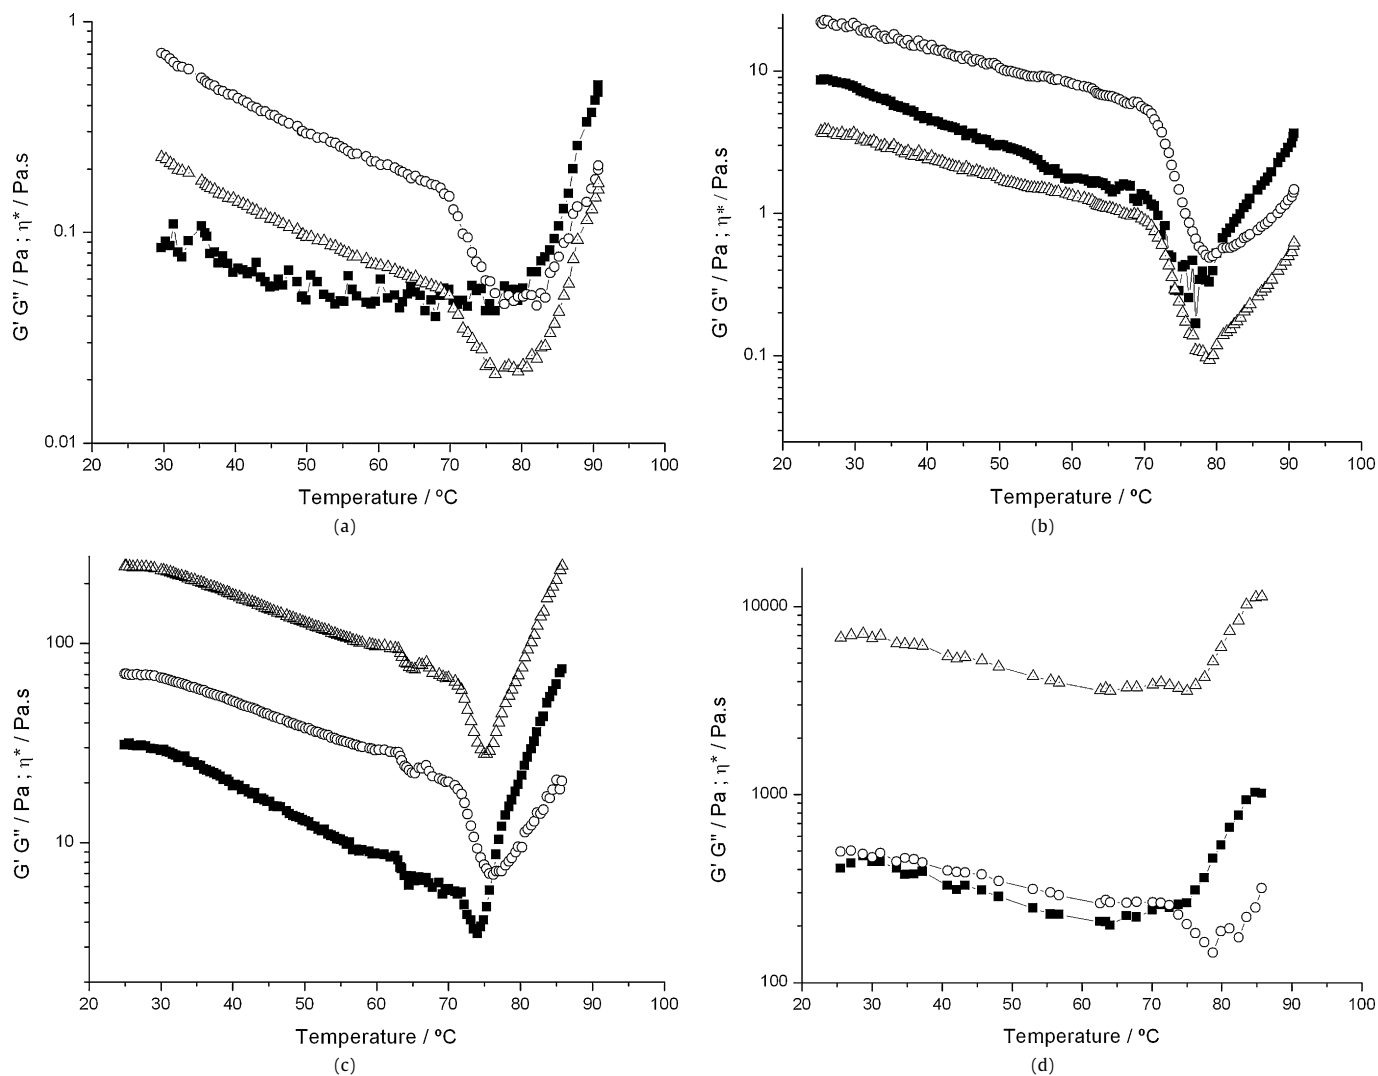 1
0.1
0.01
G' G" / Pa ; η* / Pa.s
20 30 40 50 60 70 80 90 100
Temperature / ºC
(a)
10
1
0.1
G' G" / Pa ; η* / Pa.s
20 30 40 50 60 70 80 90 100
Temperature / ºC
(b)
100
10
G' G" / Pa ; η* / Pa.s
20 30 40 50 60 70 80 90 100
Temperature / ºC
(c)
10000
1000
100
G' G" / Pa ; η* / Pa.s
20 30 40 50 60 70 80 90 100
Temperature / ºC
(d)